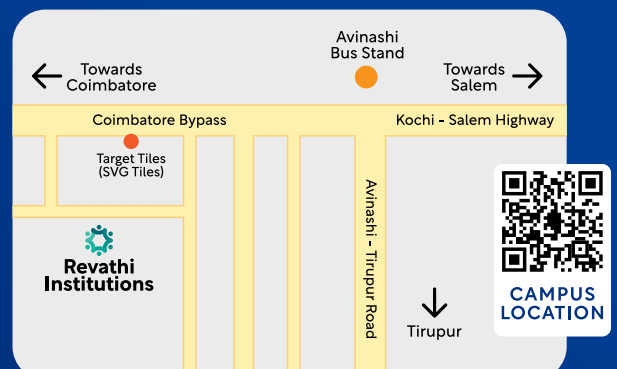 Avinashi
Bus Stand
Towards
Coimbatore
Towards
Salem
Coimbatore Bypass
Kochi - Salem Highway
Target Tiles
(SVG Tiles)
Avinashi - Tirupur Road
Revathi
Institutions
Tirupur
CAMPUS
LOCATION